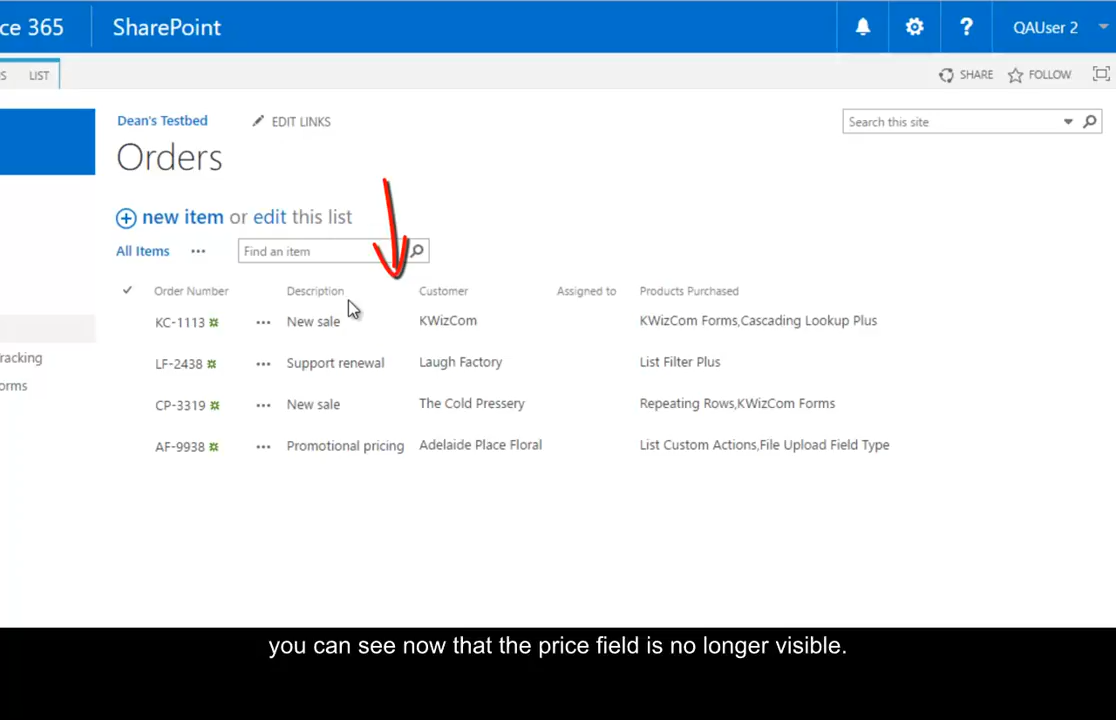 ce 365 SharePoint QAUser 2
S LIST SHARE FOLLOW
Dean's Testbed EDIT LINKS Search this site
Orders
new item or edit this list
All Items ••• Find an item
Order Number Description Customer Assigned to Products Purchased
KC-1113 ••• New sale KWizCom KWizCom Forms,Cascading Lookup Plus
LF-2438 ••• Support renewal Laugh Factory List Filter Plus
racking
orms
CP-3319 ••• New sale The Cold Pressery Repeating Rows,KWizCom Forms
AF-9938 ••• Promotional pricing Adelaide Place Floral List Custom Actions,File Upload Field Type
you can see now that the price field is no longer visible.